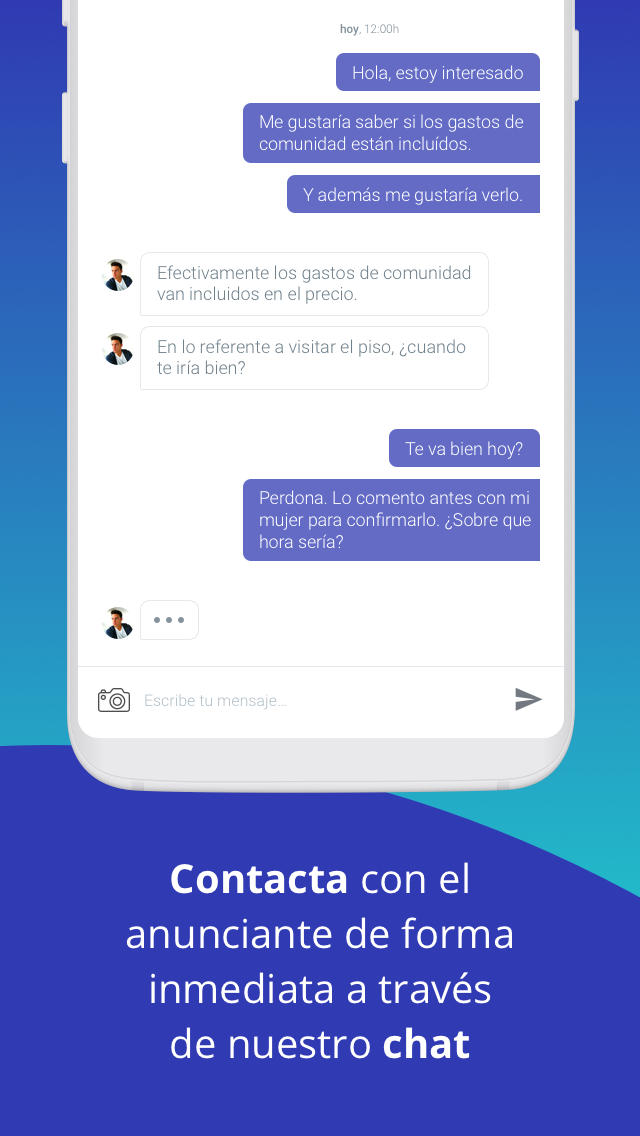 hoy, 12:00h
Hola, estoy interesado
Me gustaría saber si los gastos de
comunidad están incluídos.
Y además me gustaría verlo.
Efectivamente los gastos de comunidad
van incluidos en el precio.
En lo referente a visitar el piso, ¿cuando
te iría bien?
Te va bien hoy?
Perdona. Lo comento antes con mi
mujer para confirmarlo. ¿Sobre que
hora sería?
Escribe tu mensaje...
Contacta con el
anunciante de forma
inmediata a través
de nuestro chat